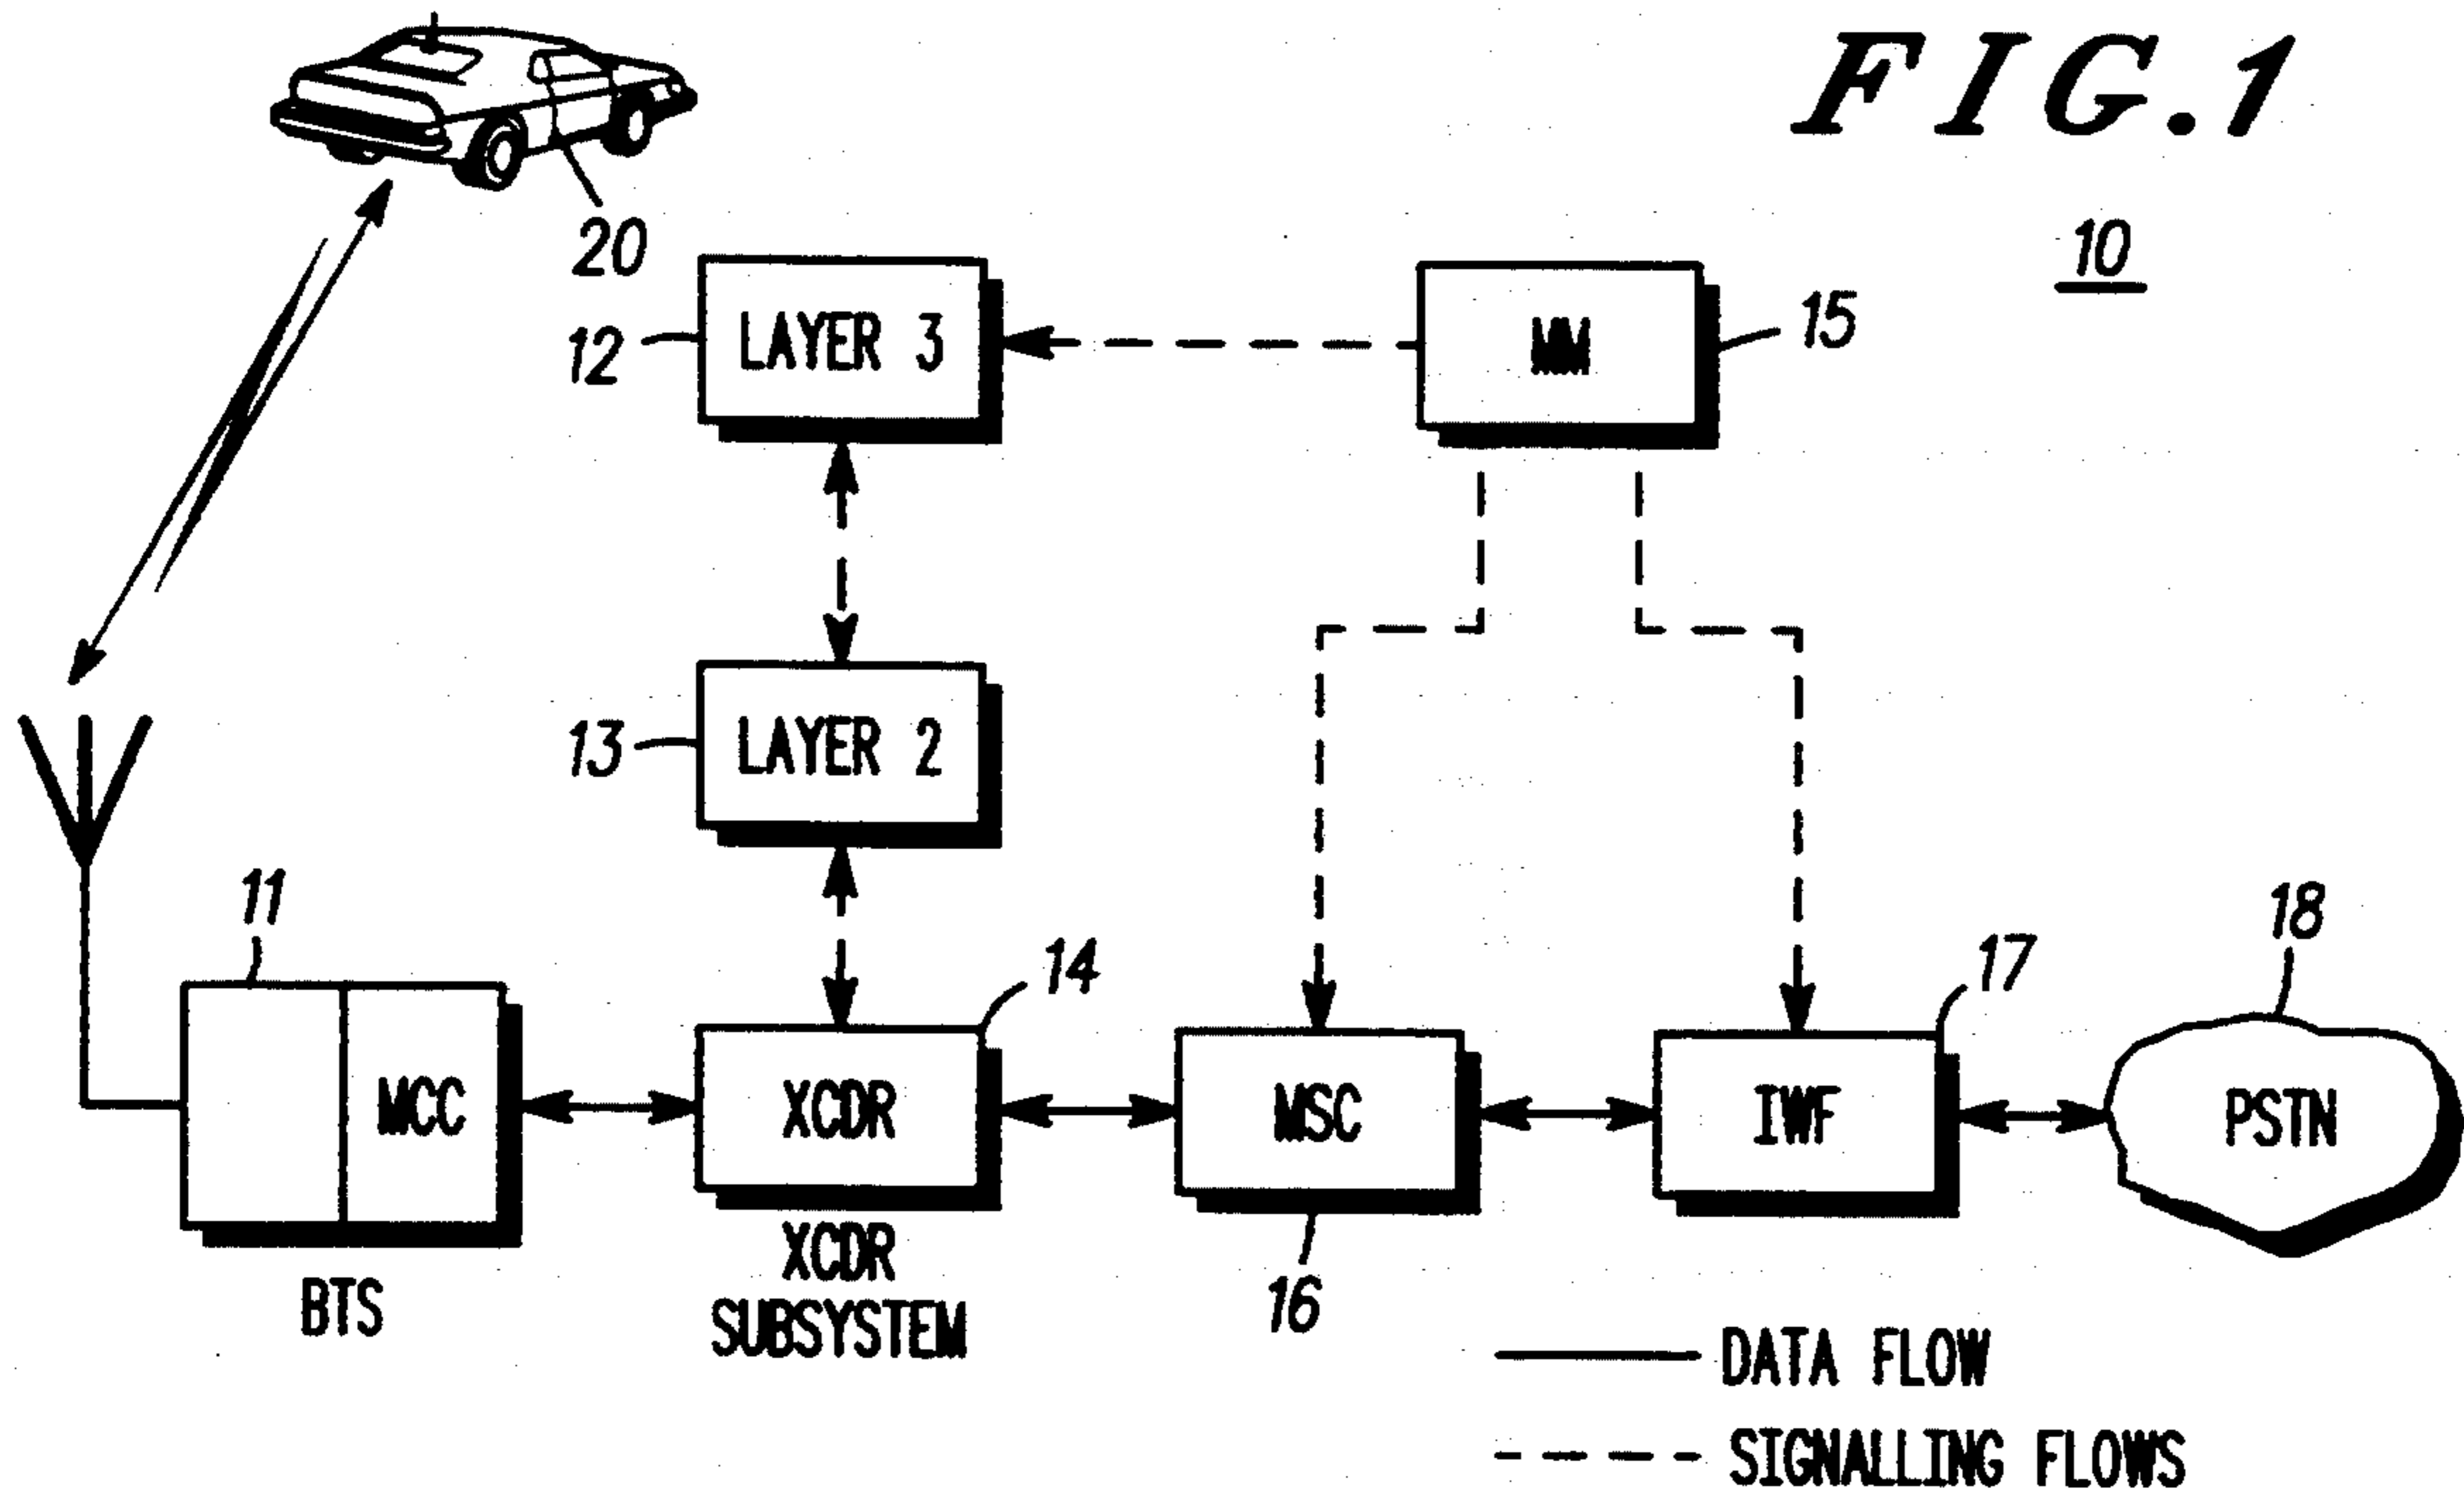 FIG.1
10
20
12
LAYER 3
MM
15
13
LAYER 2
11
14
17
18
MCC
XCDR
MSC
IWF
PSTN
BTS
XCDR
SUBSYSTEM
16
DATA FLOW
SIGNALLING FLOWS